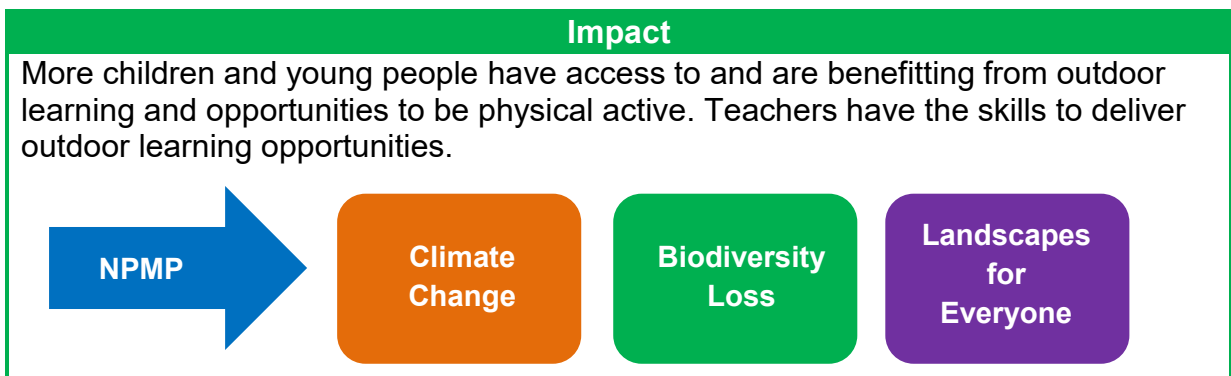 Impact
More children and young people have access to and are benefitting from outdoor
learning and opportunities to be physical active. Teachers have the skills to deliver
outdoor learning opportunities.
NPMP
Climate
Change
Biodiversity
Loss
Landscapes
for
Everyone